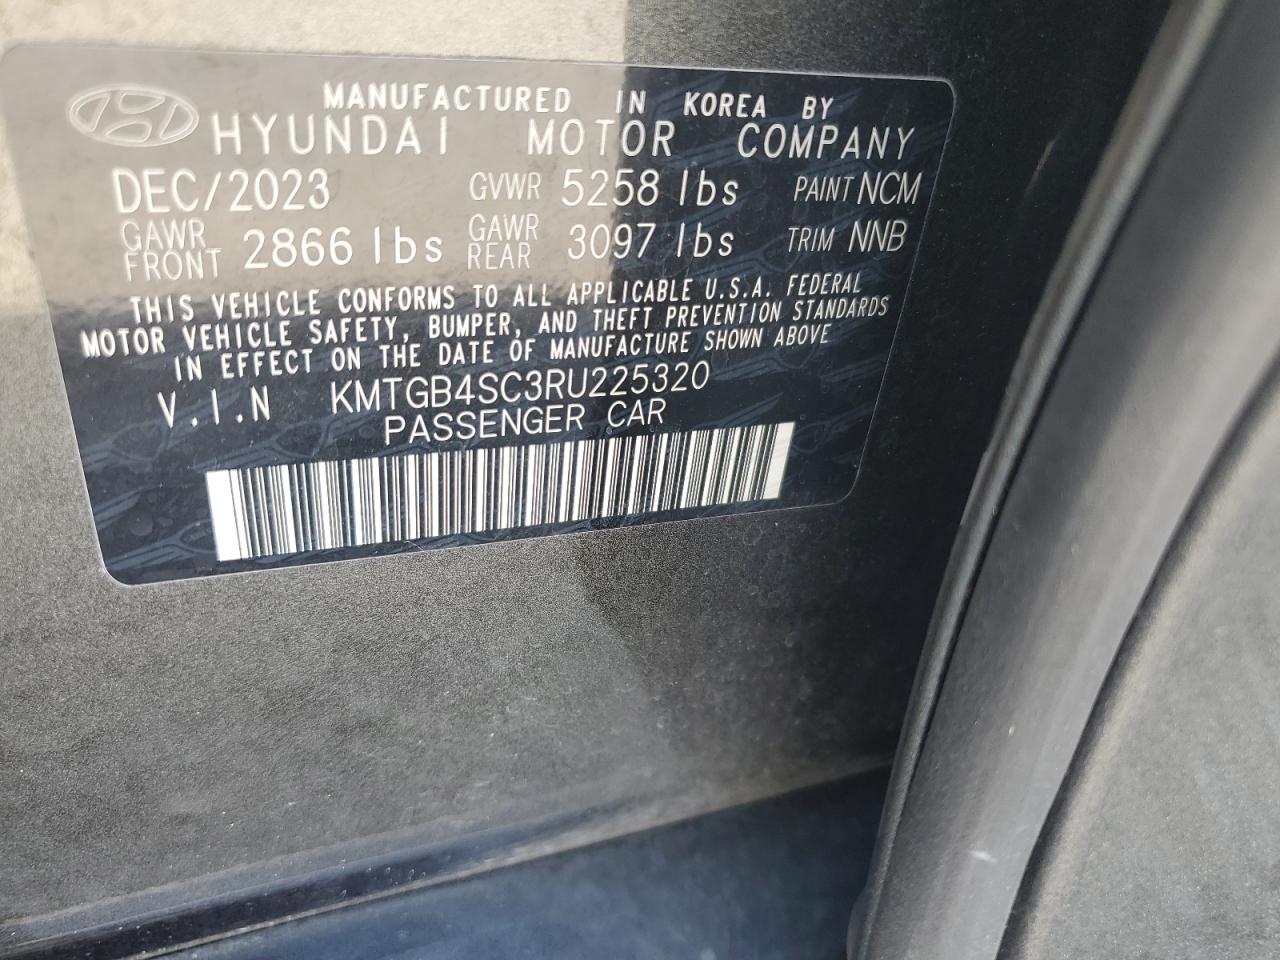 MANUFACTURED IN KOREA BY
HYUNDAI MOTOR COMPANY
DEC/2023 GVWR 5258 lbs PAINT NCM
GAWR FRONT 2866 lbs GAWR REAR 3097 lbs TRIM NNB
THIS VEHICLE CONFORMS TO ALL APPLICABLE U.S.A. FEDERAL
MOTOR VEHICLE SAFETY, BUMPER, AND THEFT PREVENTION STANDARDS
IN EFFECT ON THE DATE OF MANUFACTURE SHOWN ABOVE
V.I.N KMTGB4SC3RU225320
PASSENGER CAR